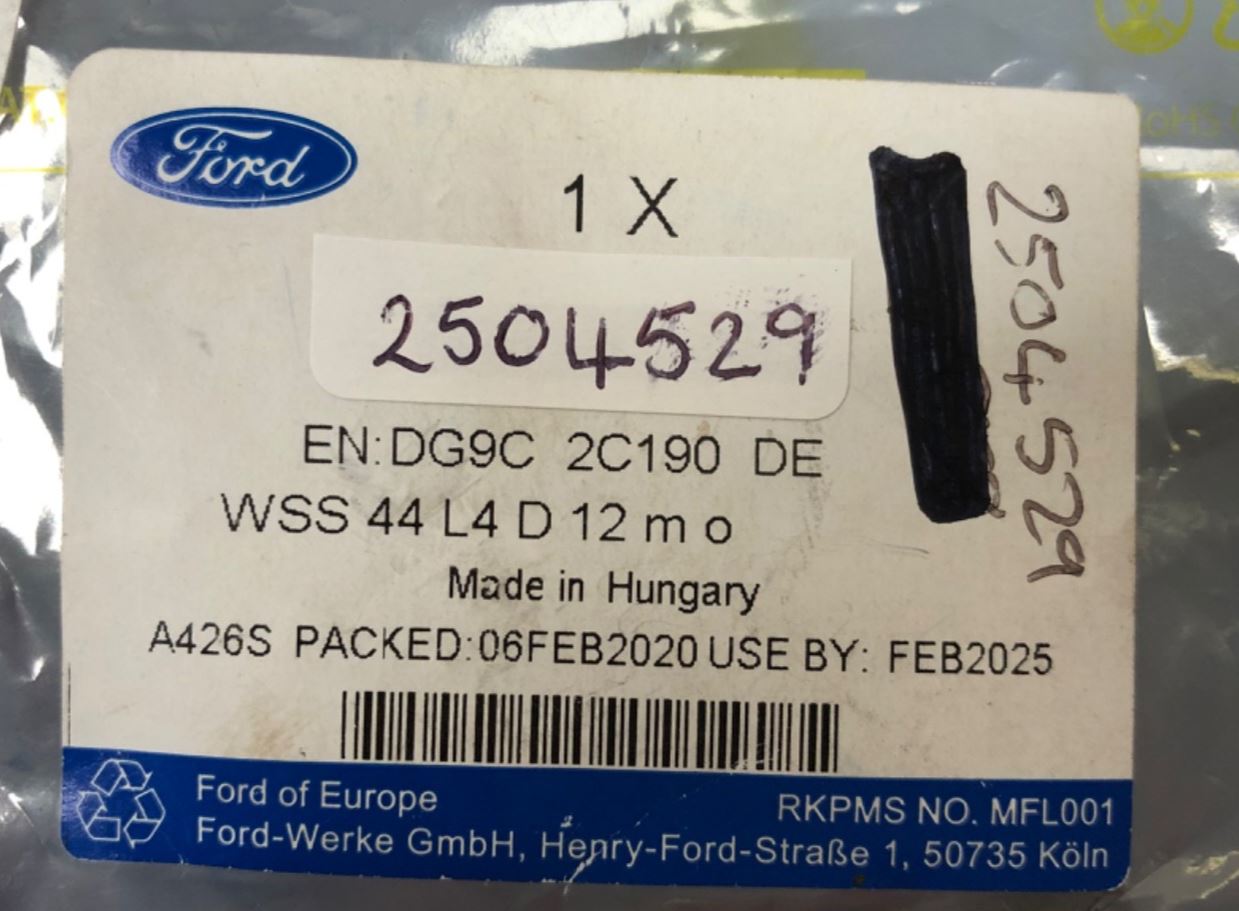 Ford
1 X
2504529
2504529
EN:DG9C 2C190 DE
WSS 44 L4 D 12 m o
Made in Hungary
A426S PACKED:06FEB2020 USE BY: FEB2025
Ford of Europe
RKPMS NO. MFL001
Ford-Werke GmbH, Henry-Ford-Straße 1, 50735 Köln